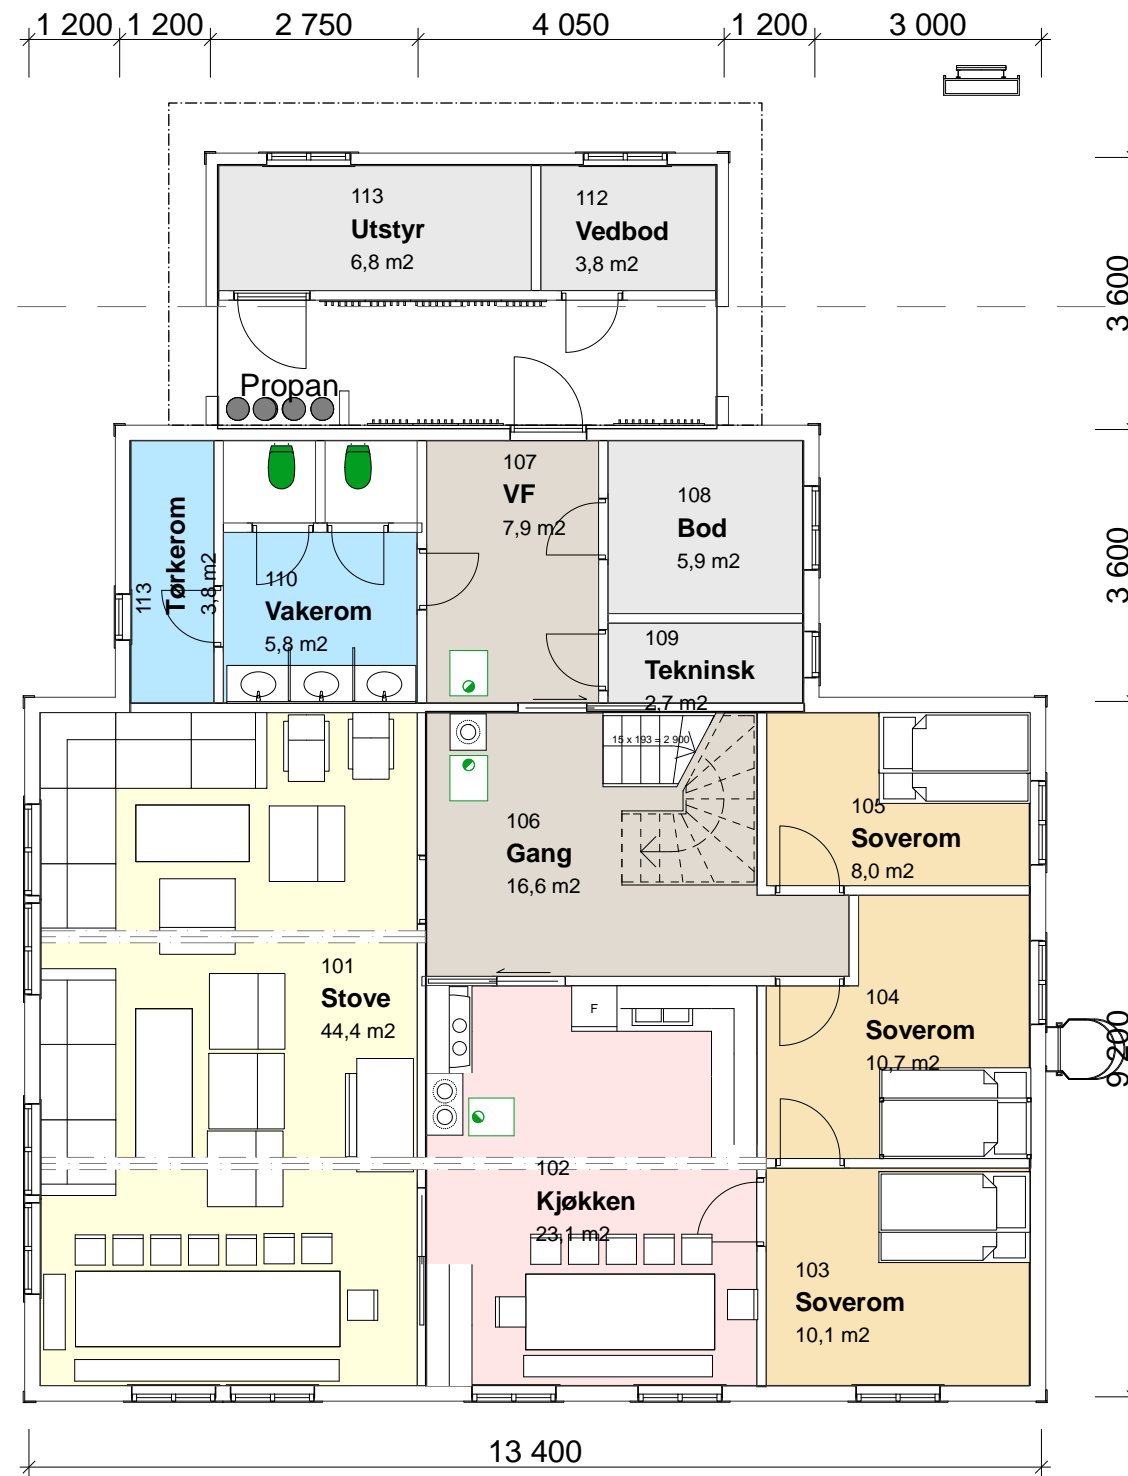 1 200 1 200 2 750 4 050 1 200 3 000
113
Utstyr
6,8 m2
112
Vedbod
3,8 m2
3 600
Propan
107
VF
7,9 m2
108
Bod
5,9 m2
3 600
113
Tørkerom
3,8 m2
110
Vakerom
5,8 m2
109
Tekninsk
2,7 m2
15 x 193 = 2 900
106
Gang
16,6 m2
105
Soverom
8,0 m2
101
Stove
44,4 m2
F
104
Soverom
10,7 m2
9 200
102
Kjøkken
23,1 m2
103
Soverom
10,1 m2
13 400